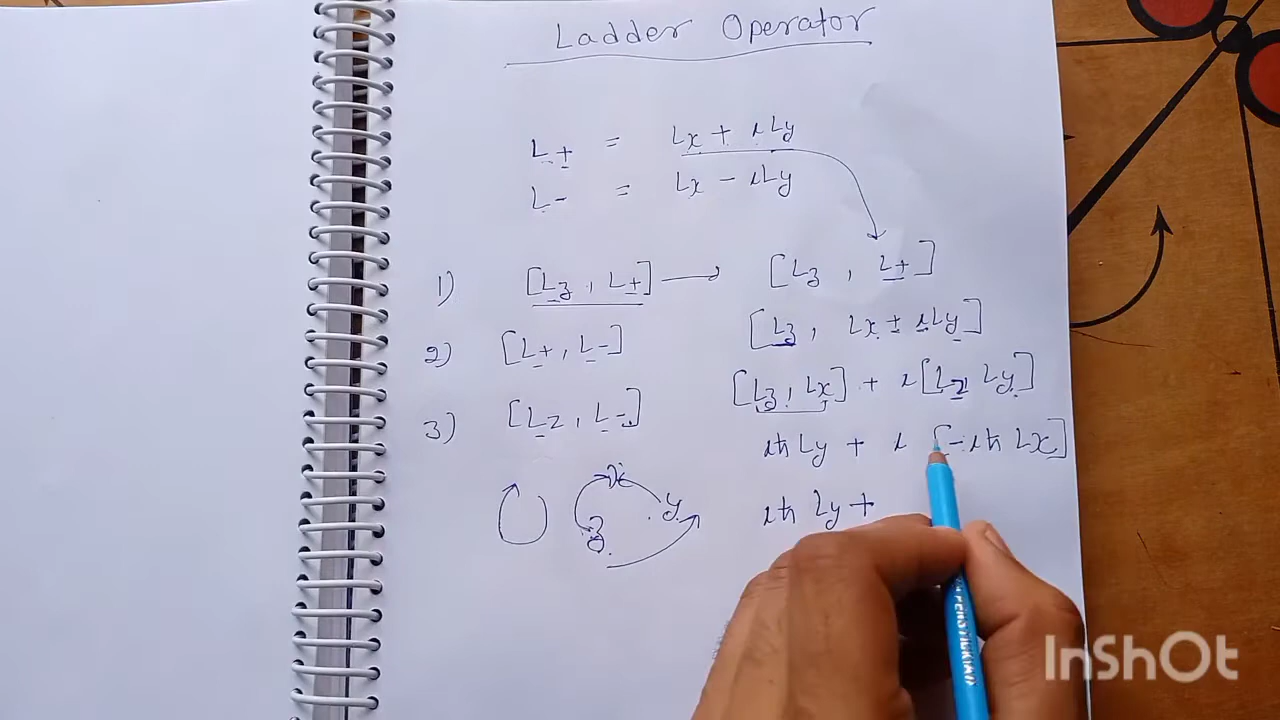 Ladder Operator
L+ = Lx + iLy
L- = Lx - iLy
1) [Lz, L+] → [Lz, L+]
[Lz, Lx + iLy]
2) [L+, L-]
[Lz, Lx] + i[Lz Ly]
3) [Lz, L-]
iħLy + i [-iħLx]
x
y
z
iħLy +
InShOt